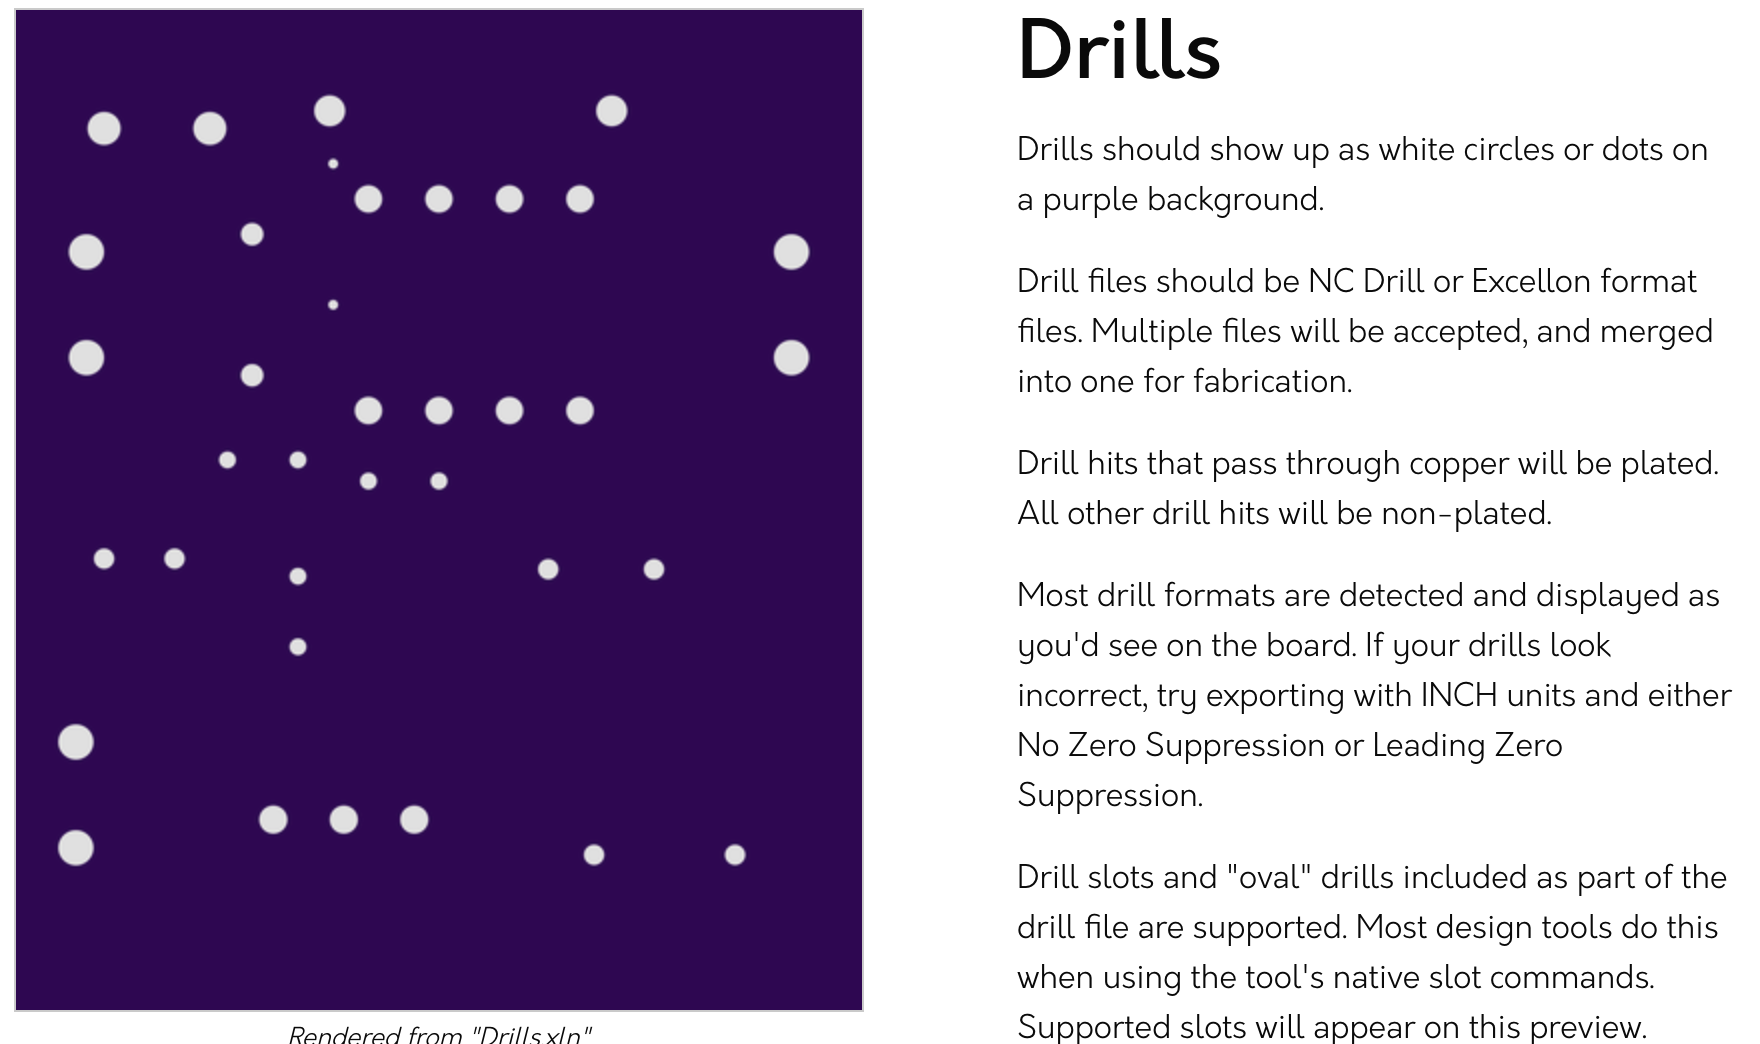 Drills
Drills should show up as white circles or dots on
a purple background.
Drill files should be NC Drill or Excellon format
files. Multiple files will be accepted, and merged
into one for fabrication.
Drill hits that pass through copper will be plated.
All other drill hits will be non-plated.
Most drill formats are detected and displayed as
you'd see on the board. If your drills look
incorrect, try exporting with INCH units and either
No Zero Suppression or Leading Zero
Suppression.
Drill slots and "oval" drills included as part of the
drill file are supported. Most design tools do this
when using the tool's native slot commands.
Supported slots will appear on this preview.
Rendered from "Drills.xln"